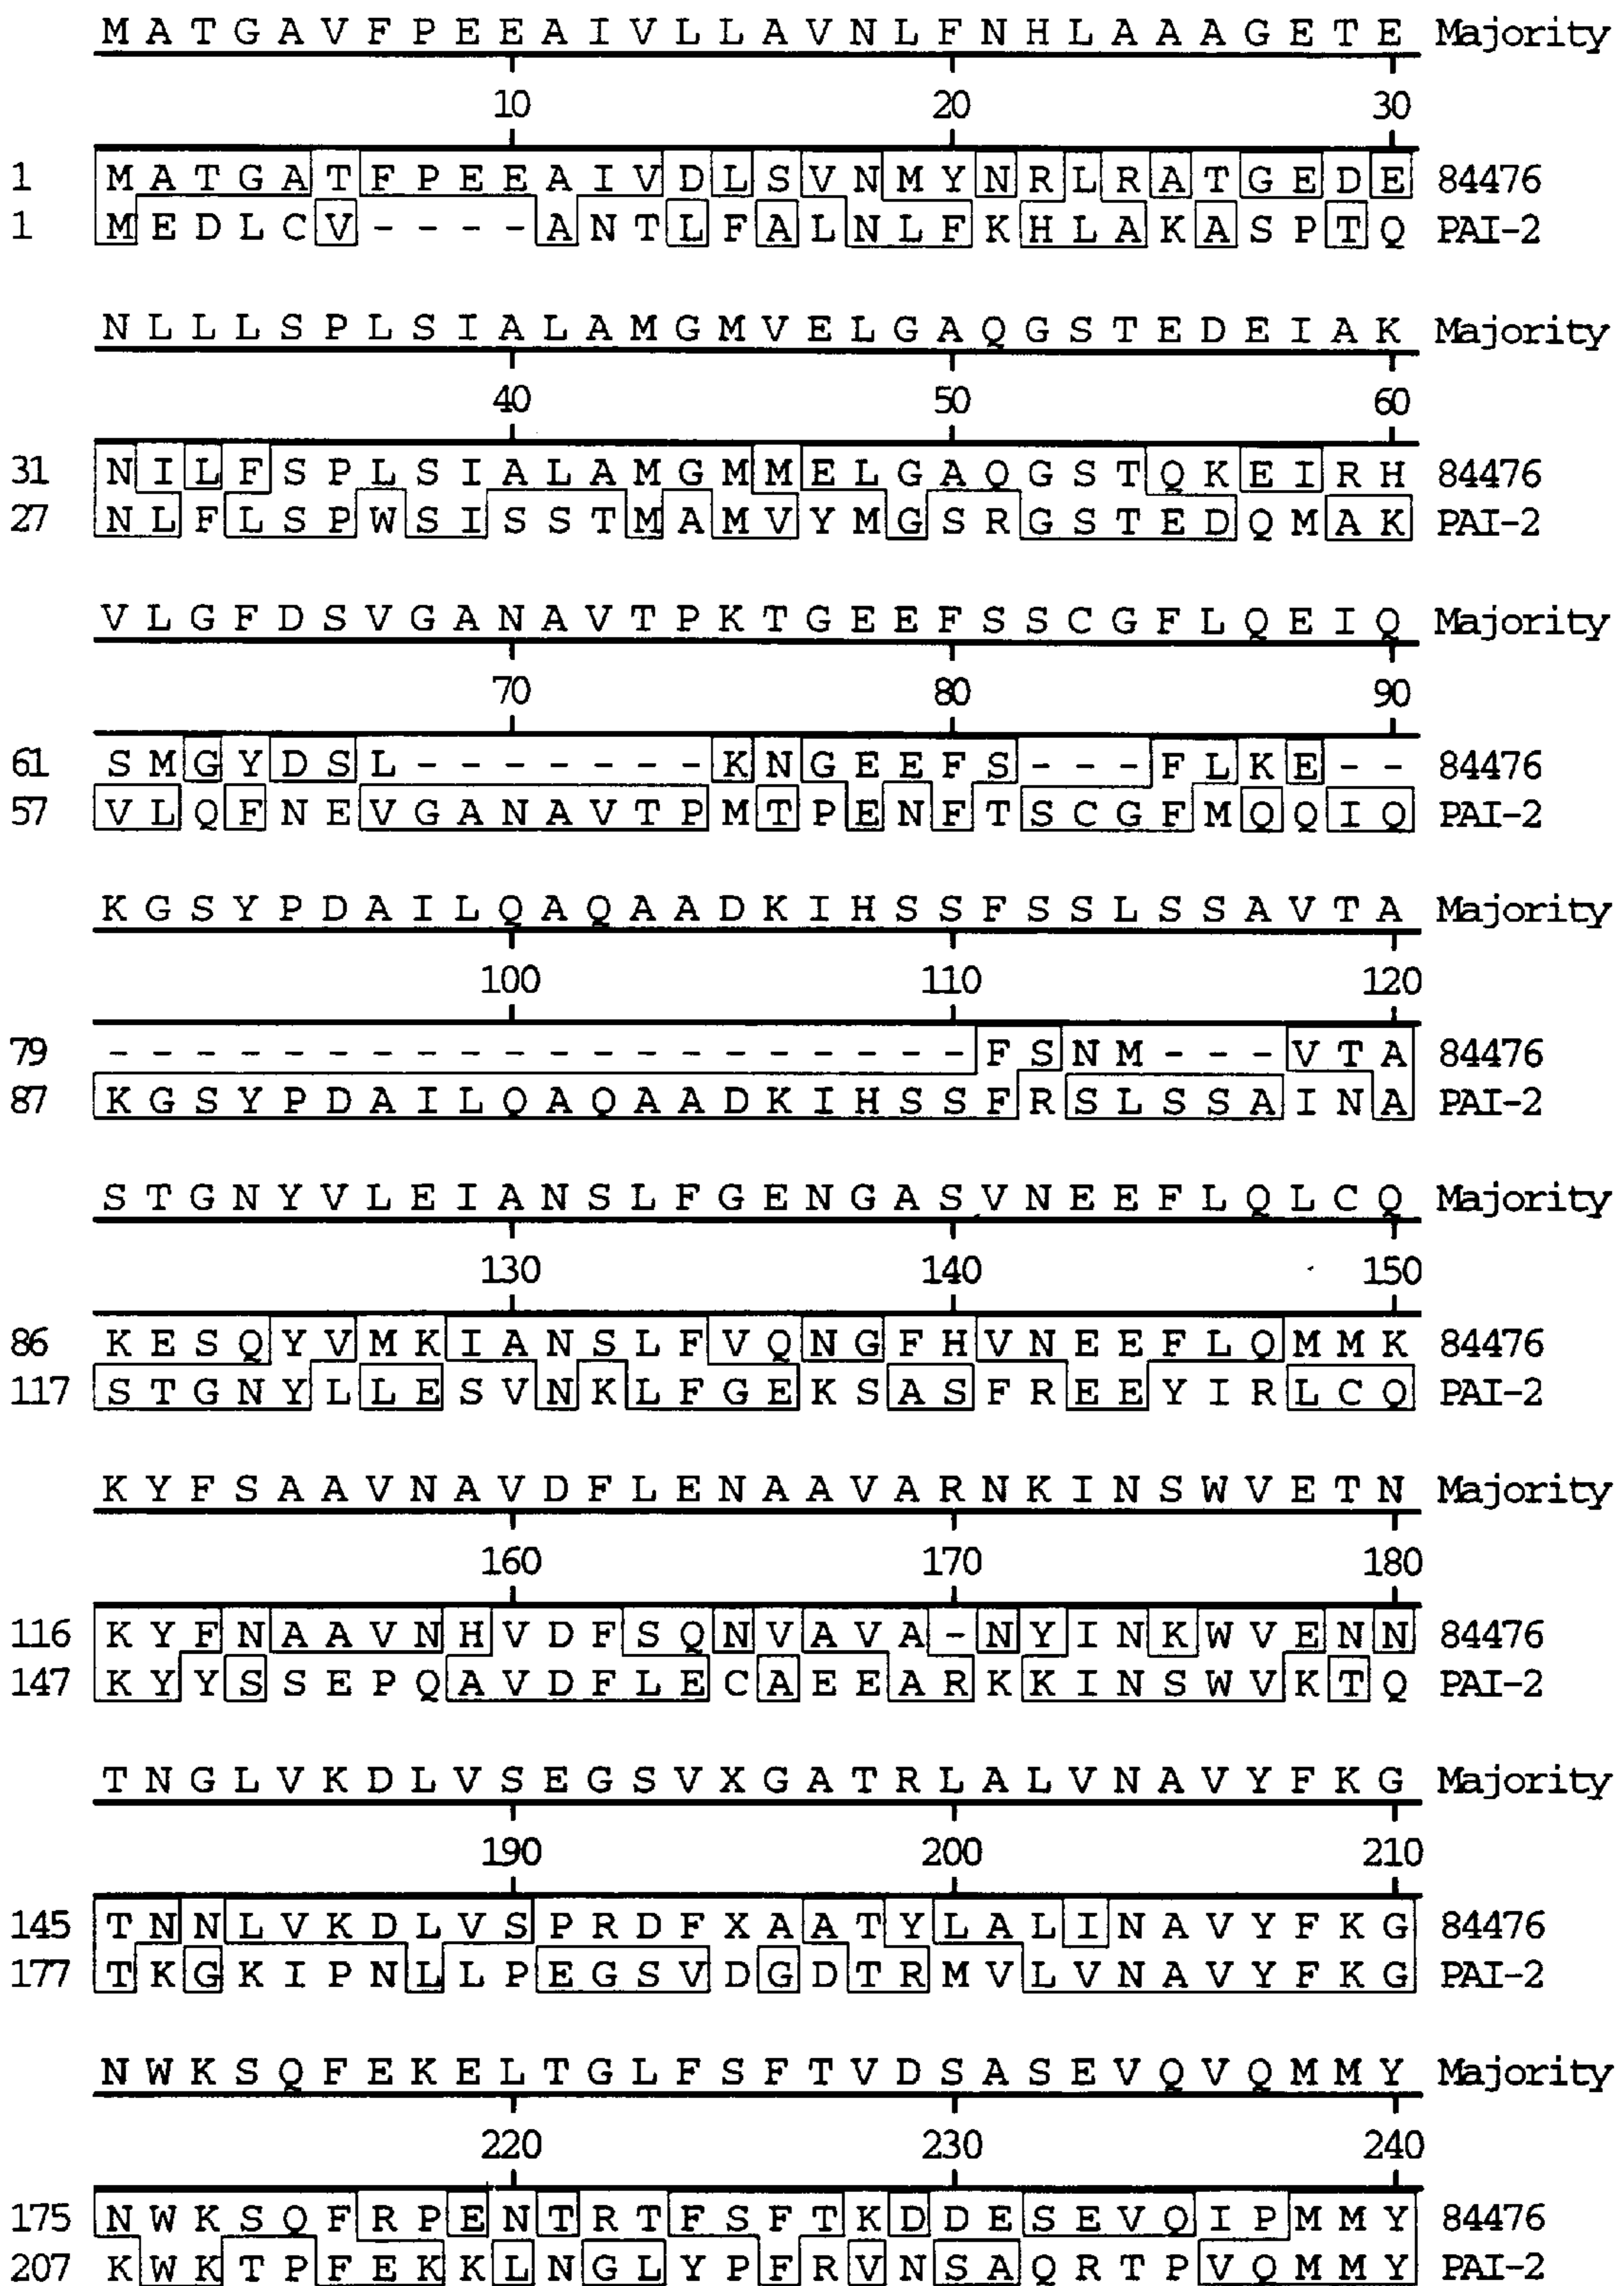 M A T G A V F P E E A I V L L A V N L F N H L A A A G E T E Majority
10 20 30
1 M A T G A T F P E E A I V D L S V N M Y N R L R A T G E D E 84476
1 M E D L C V - - - - A N T L F A L N L F K H L A K A S P T Q PAI-2
N L L L S P L S I A L A M G M V E L G A Q G S T E D E I A K Majority
40 50 60
31 N I L F S P L S I A L A M G M M E L G A Q G S T Q K E I R H 84476
27 N L F L S P W S I S S T M A M V Y M G S R G S T E D Q M A K PAI-2
V L G F D S V G A N A V T P K T G E E F S S C G F L Q E I Q Majority
70 80 90
61 S M G Y D S L - - - - - - - K N G E E F S - - - F L K E - - 84476
57 V L Q F N E V G A N A V T P M T P E N F T S C G F M Q Q I Q PAI-2
K G S Y P D A I L Q A Q A A D K I H S S F S S L S S A V T A Majority
100 110 120
79 - - - - - - - - - - - - - - - - - - - - F S N M - - - V T A 84476
87 K G S Y P D A I L Q A Q A A D K I H S S F R S L S S A I N A PAI-2
S T G N Y V L E I A N S L F G E N G A S V N E E F L Q L C Q Majority
130 140 150
86 K E S Q Y V M K I A N S L F V Q N G F H V N E E F L Q M M K 84476
117 S T G N Y L L E S V N K L F G E K S A S F R E E Y I R L C Q PAI-2
K Y F S A A V N A V D F L E N A A V A R N K I N S W V E T N Majority
160 170 180
116 K Y F N A A V N H V D F S Q N V A V A - N Y I N K W V E N N 84476
147 K Y Y S S E P Q A V D F L E C A E E A R K K I N S W V K T Q PAI-2
T N G L V K D L V S E G S V X G A T R L A L V N A V Y F K G Majority
190 200 210
145 T N N L V K D L V S P R D F X A A T Y L A L I N A V Y F K G 84476
177 T K G K I P N L L P E G S V D G D T R M V L V N A V Y F K G PAI-2
N W K S Q F E K E L T G L F S F T V D S A S E V Q V Q M M Y Majority
220 230 240
175 N W K S Q F R P E N T R T F S F T K D D E S E V Q I P M M Y 84476
207 K W K T P F E K K L N G L Y P F R V N S A Q R T P V Q M M Y PAI-2